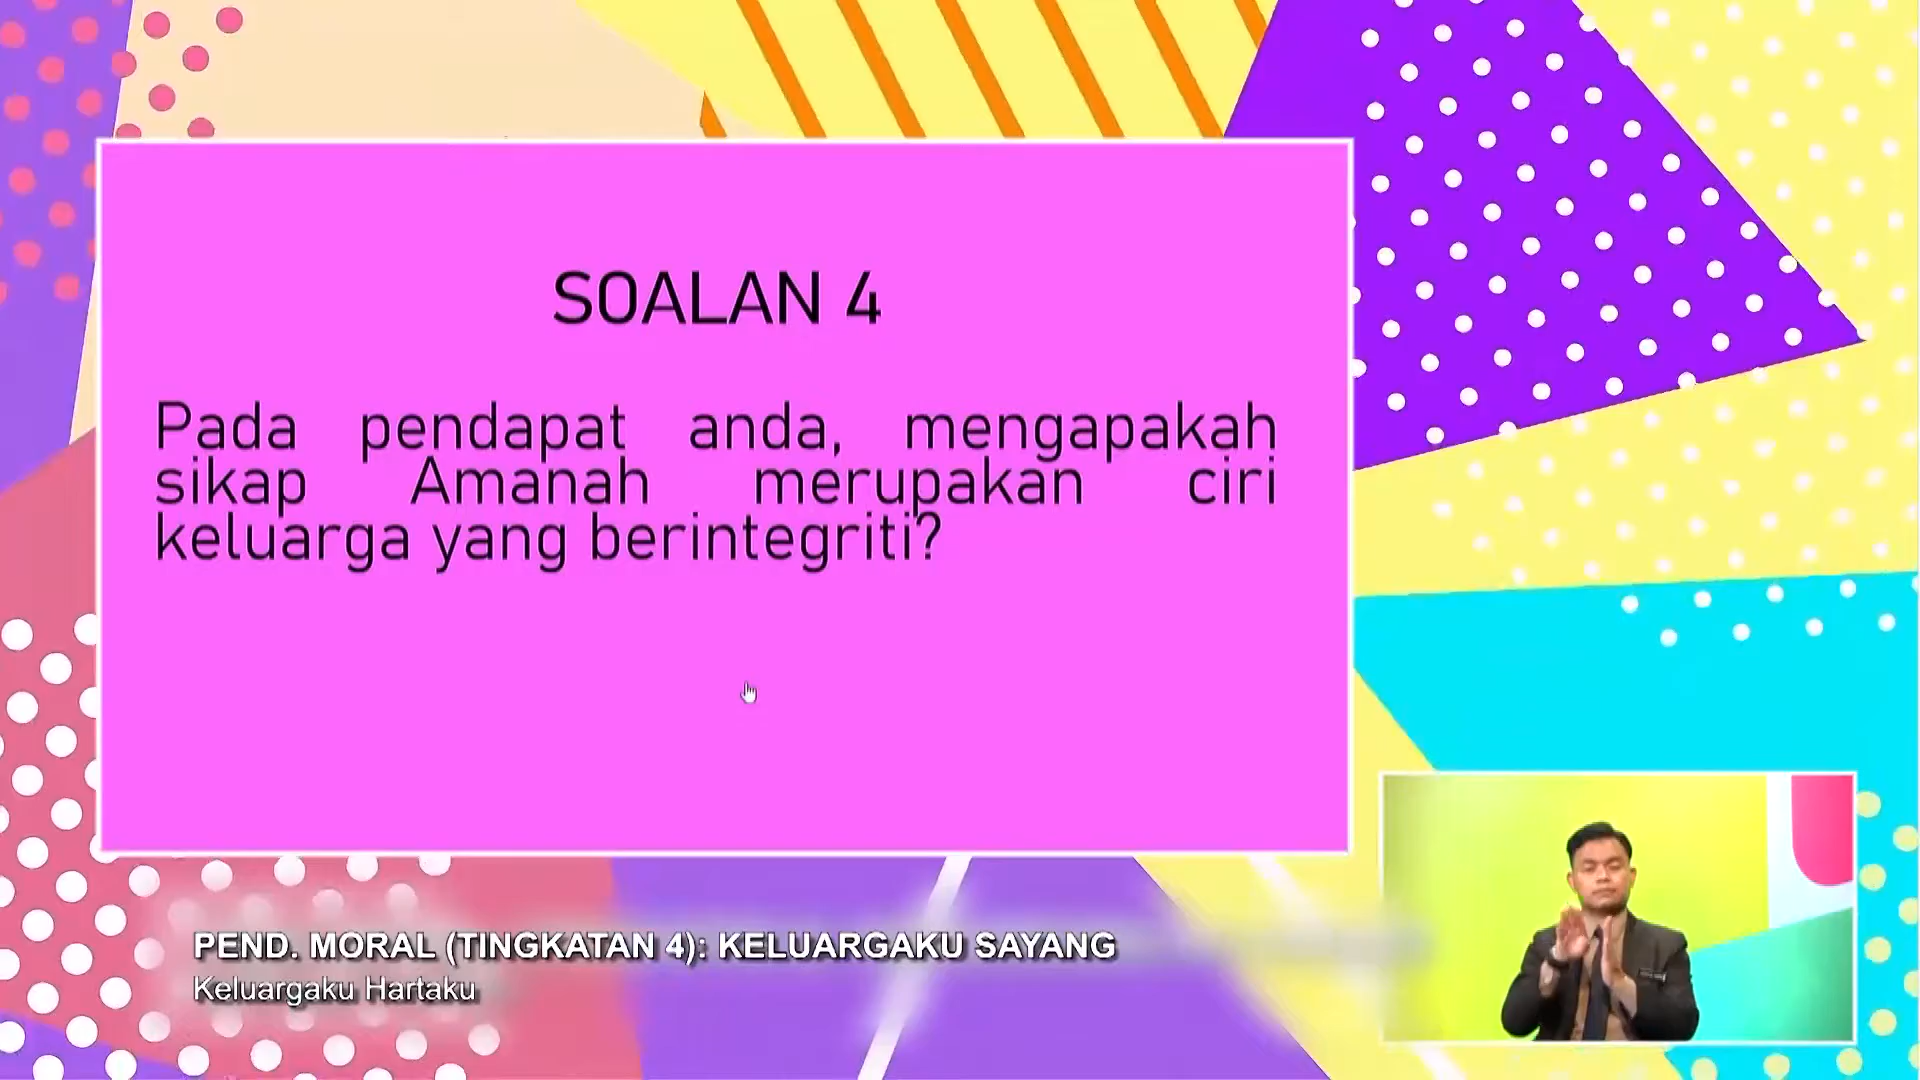 SOALAN 4
Pada pendapat anda, mengapakah
sikap Amanah merupakan ciri
keluarga yang berintegriti?
PEND. MORAL (TINGKATAN 4): KELUARGAKU SAYANG
Keluargaku Hartaku